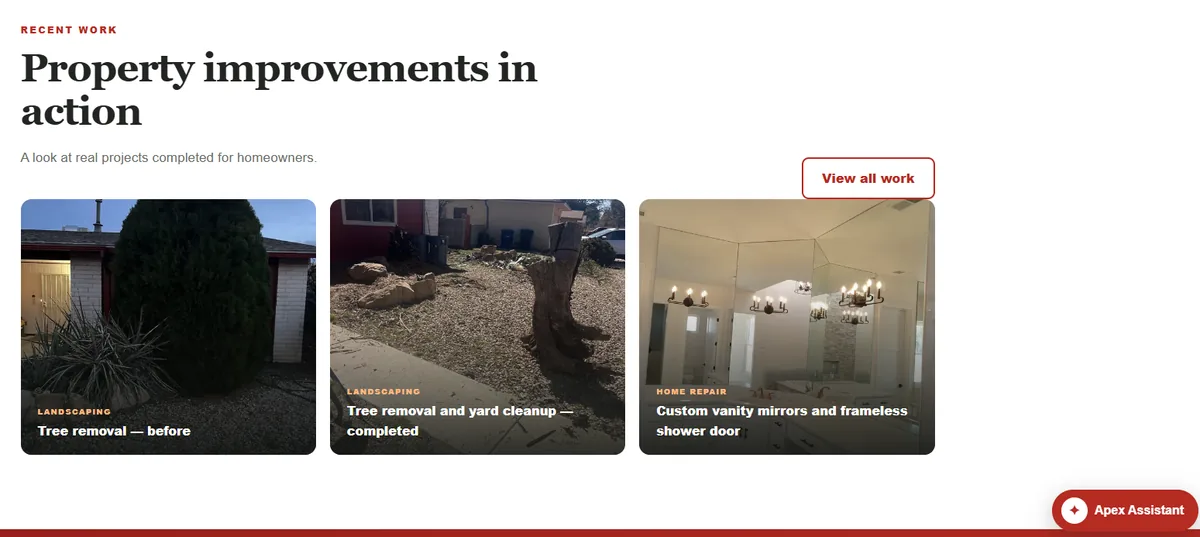 RECENT WORK
Property improvements in
action
A look at real projects completed for homeowners.
View all work
LANDSCAPING
Tree removal — before
LANDSCAPING
Tree removal and yard cleanup —
completed
HOME REPAIR
Custom vanity mirrors and frameless
shower door
Apex Assistant